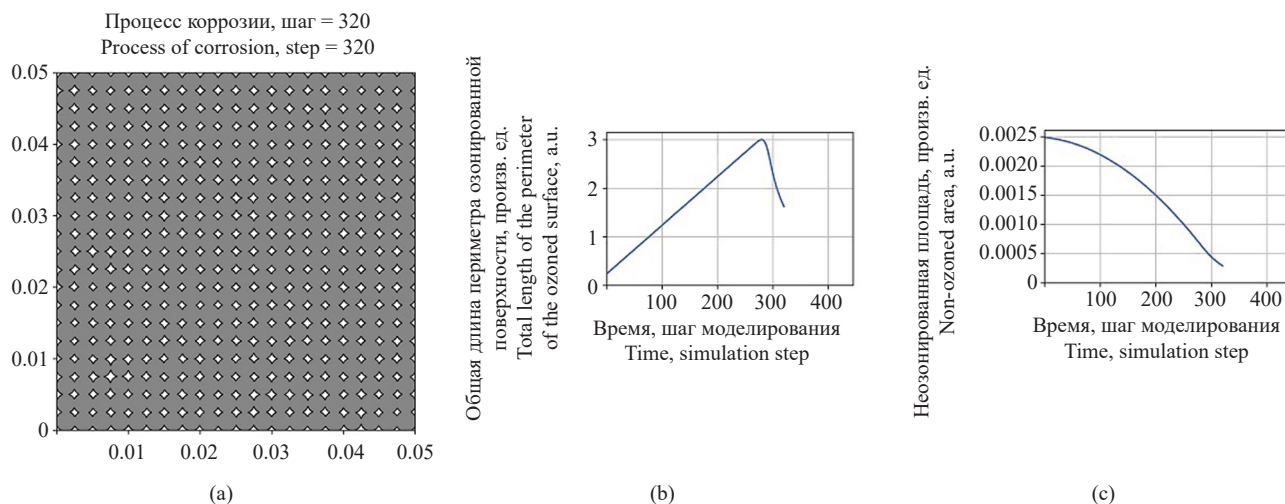 Процесс коррозии, шаг = 320
Process of corrosion, step = 320
0.05
0.04
0.03
0.02
0.01
0
0.01
0.02
0.03
0.04
0.05
(a)
Общая длина периметра озонированной
поверхности, произв. ед.
Total length of the perimeter
of the ozoned surface, a.u.
3
2
1
0
100
200
300
400
Время, шаг моделирования
Time, simulation step
(b)
Неозонированная площадь, произв. ед.
Non-ozoned area, a.u.
0.0025
0.0020
0.0015
0.0010
0.0005
0
100
200
300
400
Время, шаг моделирования
Time, simulation step
(c)